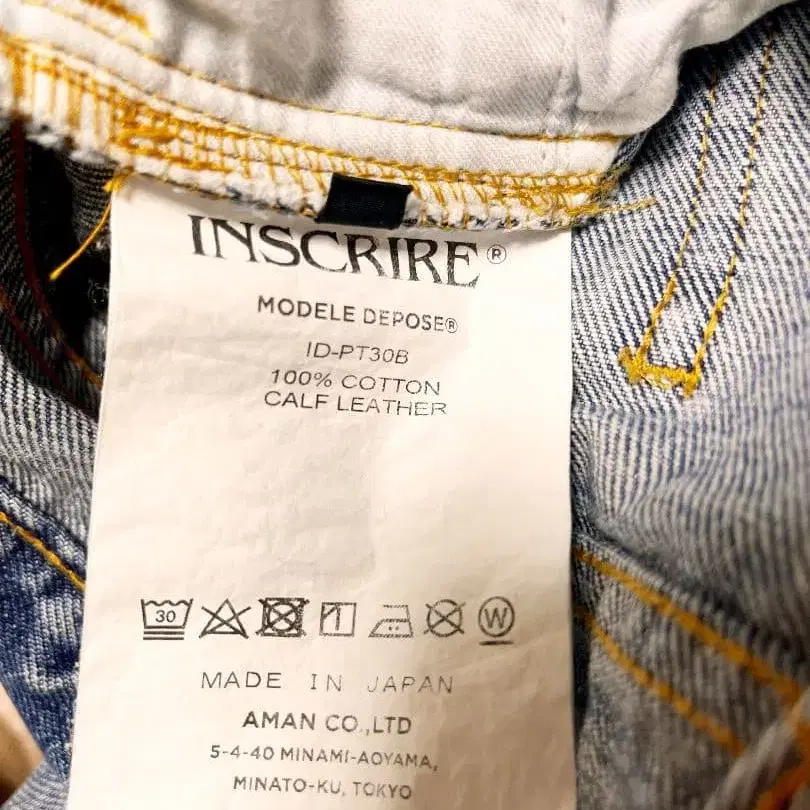 INSCRIRE®
MODELE DEPOSE®
ID-PT30B
100% COTTON
CALF LEATHER
30 W
MADE IN JAPAN
AMAN CO.,LTD
5-4-40 MINAMI-AOYAMA,
MINATO-KU, TOKYO